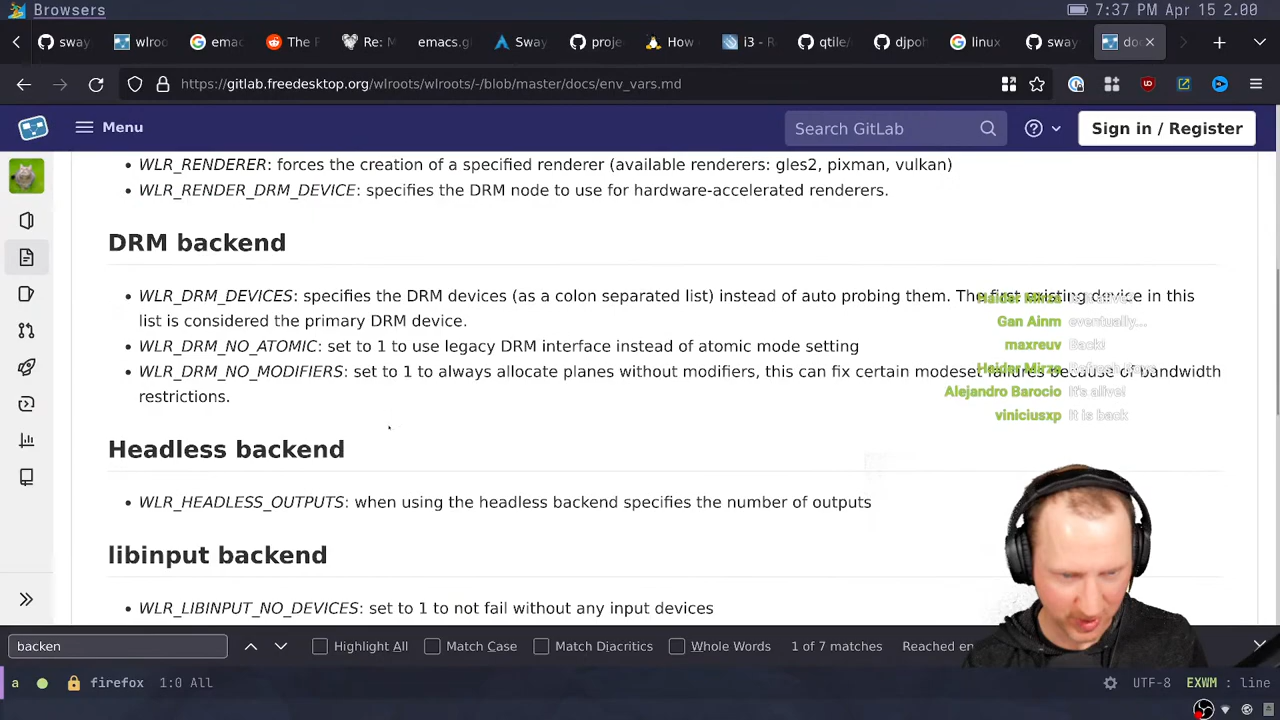 Browsers
7:37 PM Apr 15 2.00
sway
wlroo
emac
The F
Re: M
emacs.gi
Sway
proje
How
i3 - R
qtile/
djpob
linux
sway
doc
https://gitlab.freedesktop.org/wlroots/wlroots/-/blob/master/docs/env_vars.md
Menu
Search GitLab
Sign in / Register
WLR_RENDERER: forces the creation of a specified renderer (available renderers: gles2, pixman, vulkan)
WLR_RENDER_DRM_DEVICE: specifies the DRM node to use for hardware-accelerated renderers.
DRM backend
WLR_DRM_DEVICES: specifies the DRM devices (as a colon separated list) instead of auto probing them. The first existing device in this
list is considered the primary DRM device.
WLR_DRM_NO_ATOMIC: set to 1 to use legacy DRM interface instead of atomic mode setting
WLR_DRM_NO_MODIFIERS: set to 1 to always allocate planes without modifiers, this can fix certain modeset failures because of bandwidth
restrictions.
Haider Mirza
Gan Ainm eventually...
maxreuv Back!
Haider Mirza
Alejandro Barocio It's alive!
viniciusxp It is back
Headless backend
WLR_HEADLESS_OUTPUTS: when using the headless backend specifies the number of outputs
libinput backend
WLR_LIBINPUT_NO_DEVICES: set to 1 to not fail without any input devices
backen
Highlight All
Match Case
Match Diacritics
Whole Words
1 of 7 matches
Reached en
a
firefox
1:0 All
UTF-8
EXWM : line